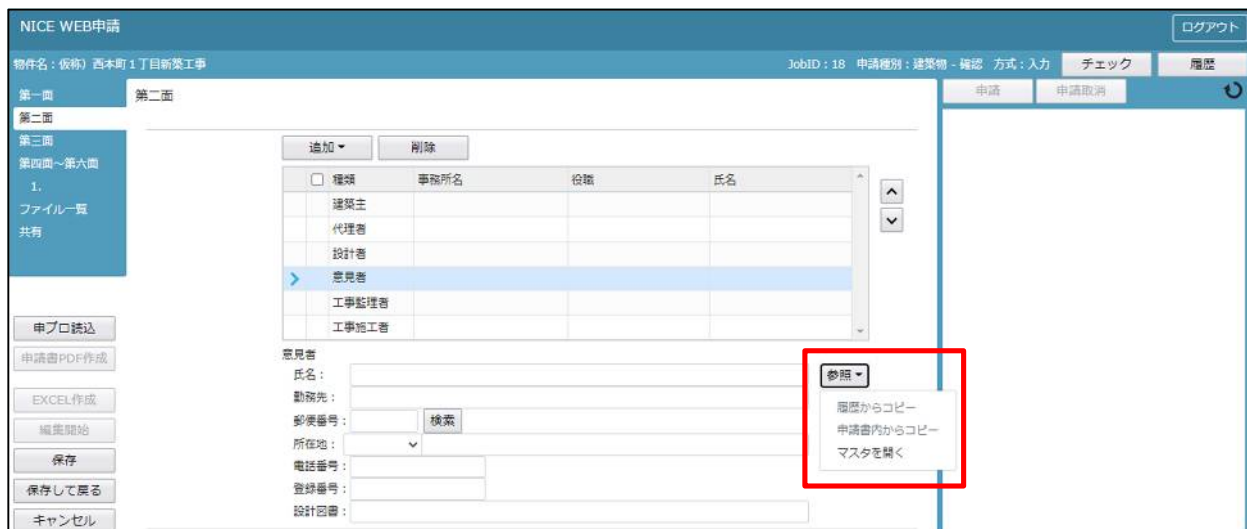 NICE WEB申請
ログアウト
物件名：仮称）西本町１丁目新築工事
JobID：18 申請種別：建築物 - 確認 方式：入力
チェック
履歴
第一面
第二面
第三面
第四面～第六面
1.
ファイル一覧
共有
第二面
申請
申請取消
追加
削除
種類 事務所名 役職 氏名
建築主
代理者
設計者
意見者
工事監理者
工事施工者
申プロ読込
申請書PDF作成
EXCEL作成
編集開始
保存
保存して戻る
キャンセル
意見者
氏名：
勤務先：
郵便番号：
検索
所在地：
電話番号：
登録番号：
設計図書：
参照
履歴からコピー
申請書内からコピー
マスタを開く